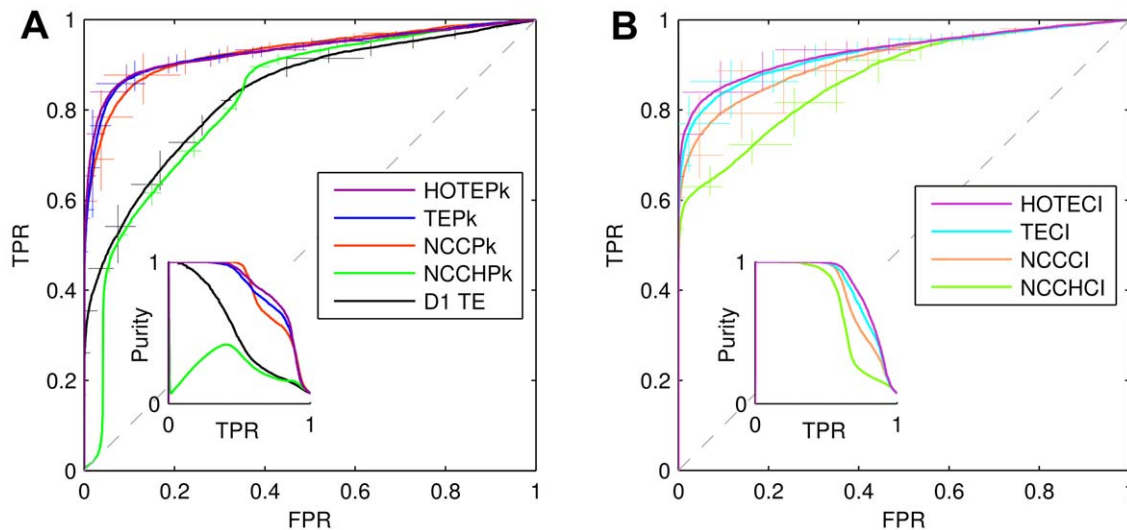 A
1
0.8
0.6
0.4
0.2
0
TPR
0
0.2
0.4
0.6
0.8
1
FPR
HOTEPk
TEPk
NCCPk
NCCHPk
D1 TE
1
Purity
0
0
TPR
1
B
1
0.8
0.6
0.4
0.2
0
TPR
0
0.2
0.4
0.6
0.8
1
FPR
HOTECI
TECI
NCCCI
NCCHCI
1
Purity
0
0
TPR
1